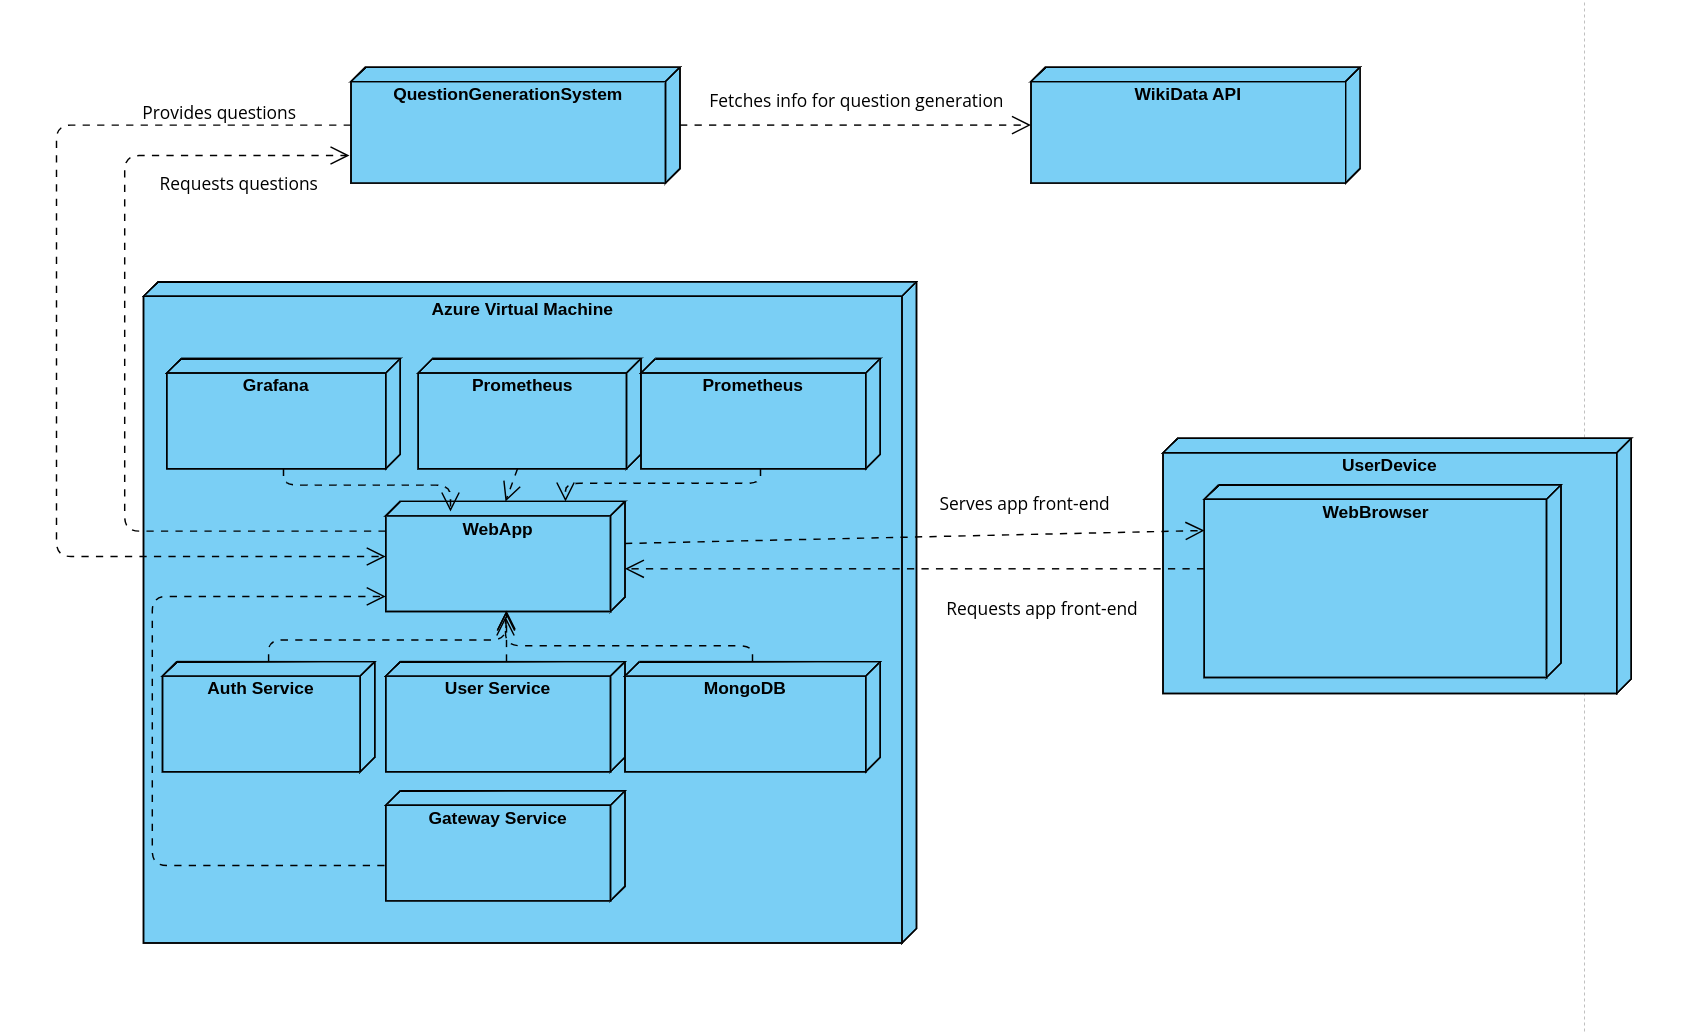 QuestionGenerationSystem
Fetches info for question generation
WikiData API
Provides questions
Requests questions
Azure Virtual Machine
Grafana
Prometheus
Prometheus
WebApp
Serves app front-end
UserDevice
WebBrowser
Requests app front-end
Auth Service
User Service
MongoDB
Gateway Service